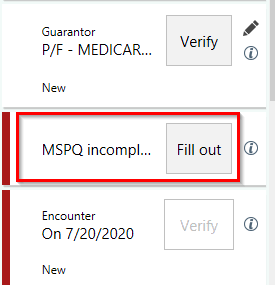 Guarantor
P/F - MEDICAR... Verify
New
MSPQ incompl... Fill out
Encounter
On 7/20/2020 Verify
New